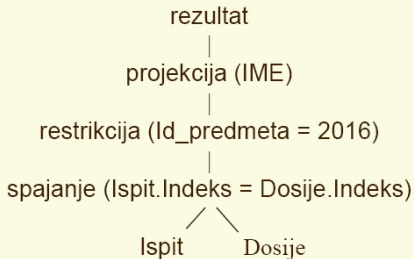 rezultat
projekcija (IME)
restrikcija (Id_predmeta = 2016)
spajanje (Ispit.Indeks = Dosije.Indeks)
Ispit Dosije